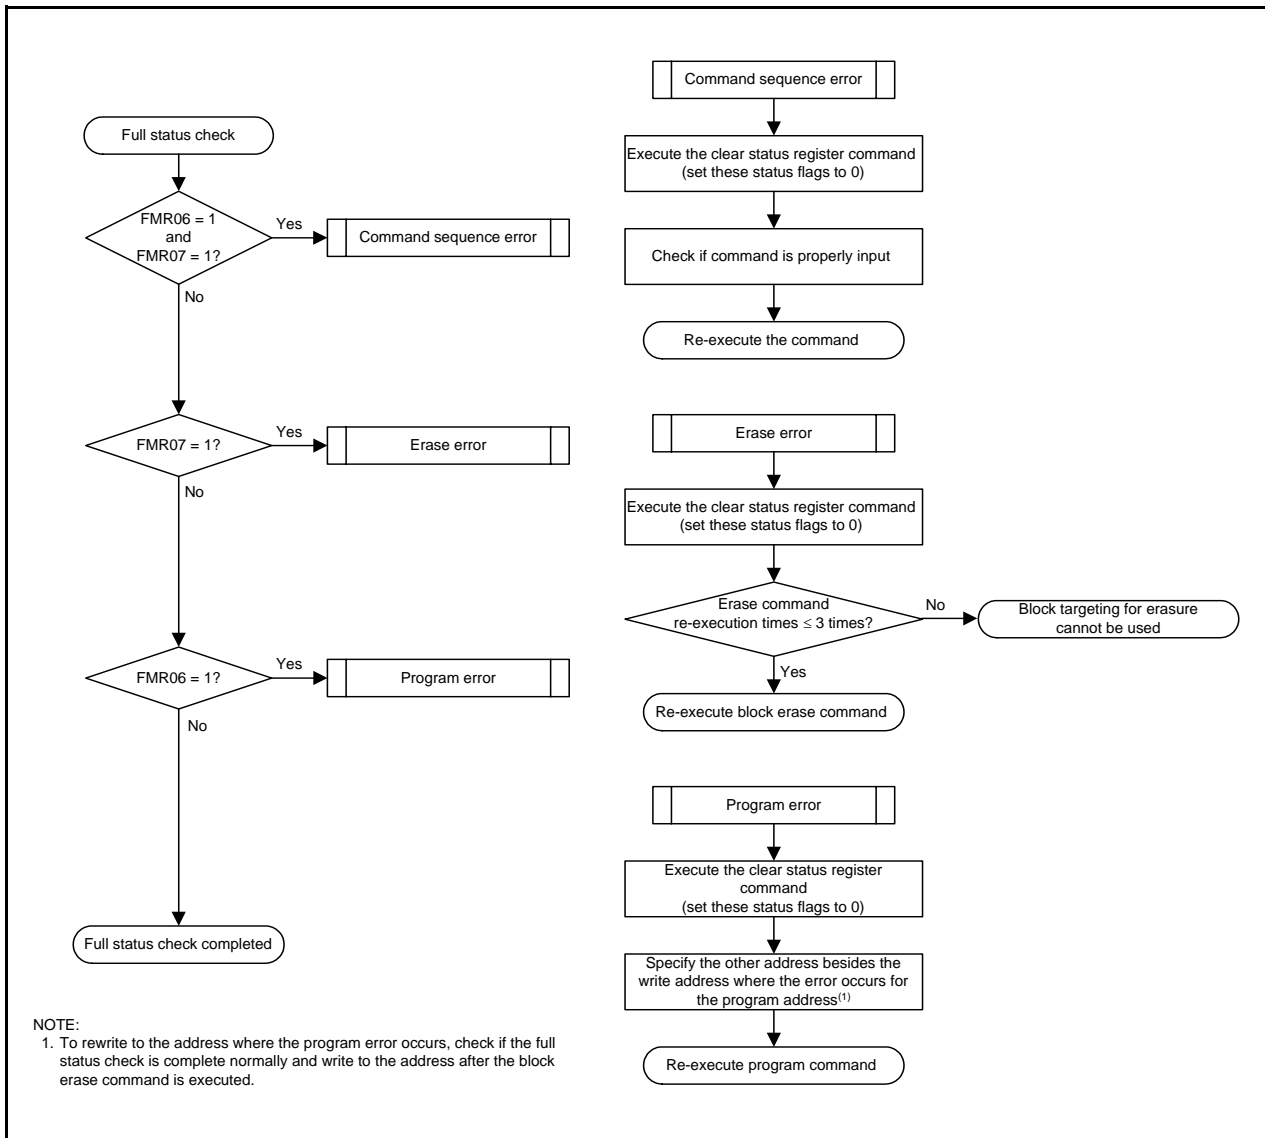 Full status check
FMR06 = 1
and
FMR07 = 1?
Yes
Command sequence error
No
FMR07 = 1?
Yes
Erase error
No
FMR06 = 1?
Yes
Program error
No
Full status check completed
NOTE:
1. To rewrite to the address where the program error occurs, check if the full
status check is complete normally and write to the address after the block
erase command is executed.
Command sequence error
Execute the clear status register command
(set these status flags to 0)
Check if command is properly input
Re-execute the command
Erase error
Execute the clear status register command
(set these status flags to 0)
Erase command
re-execution times ≤ 3 times?
No
Block targeting for erasure
cannot be used
Yes
Re-execute block erase command
Program error
Execute the clear status register
command
(set these status flags to 0)
Specify the other address besides the
write address where the error occurs for
the program address(1)
Re-execute program command